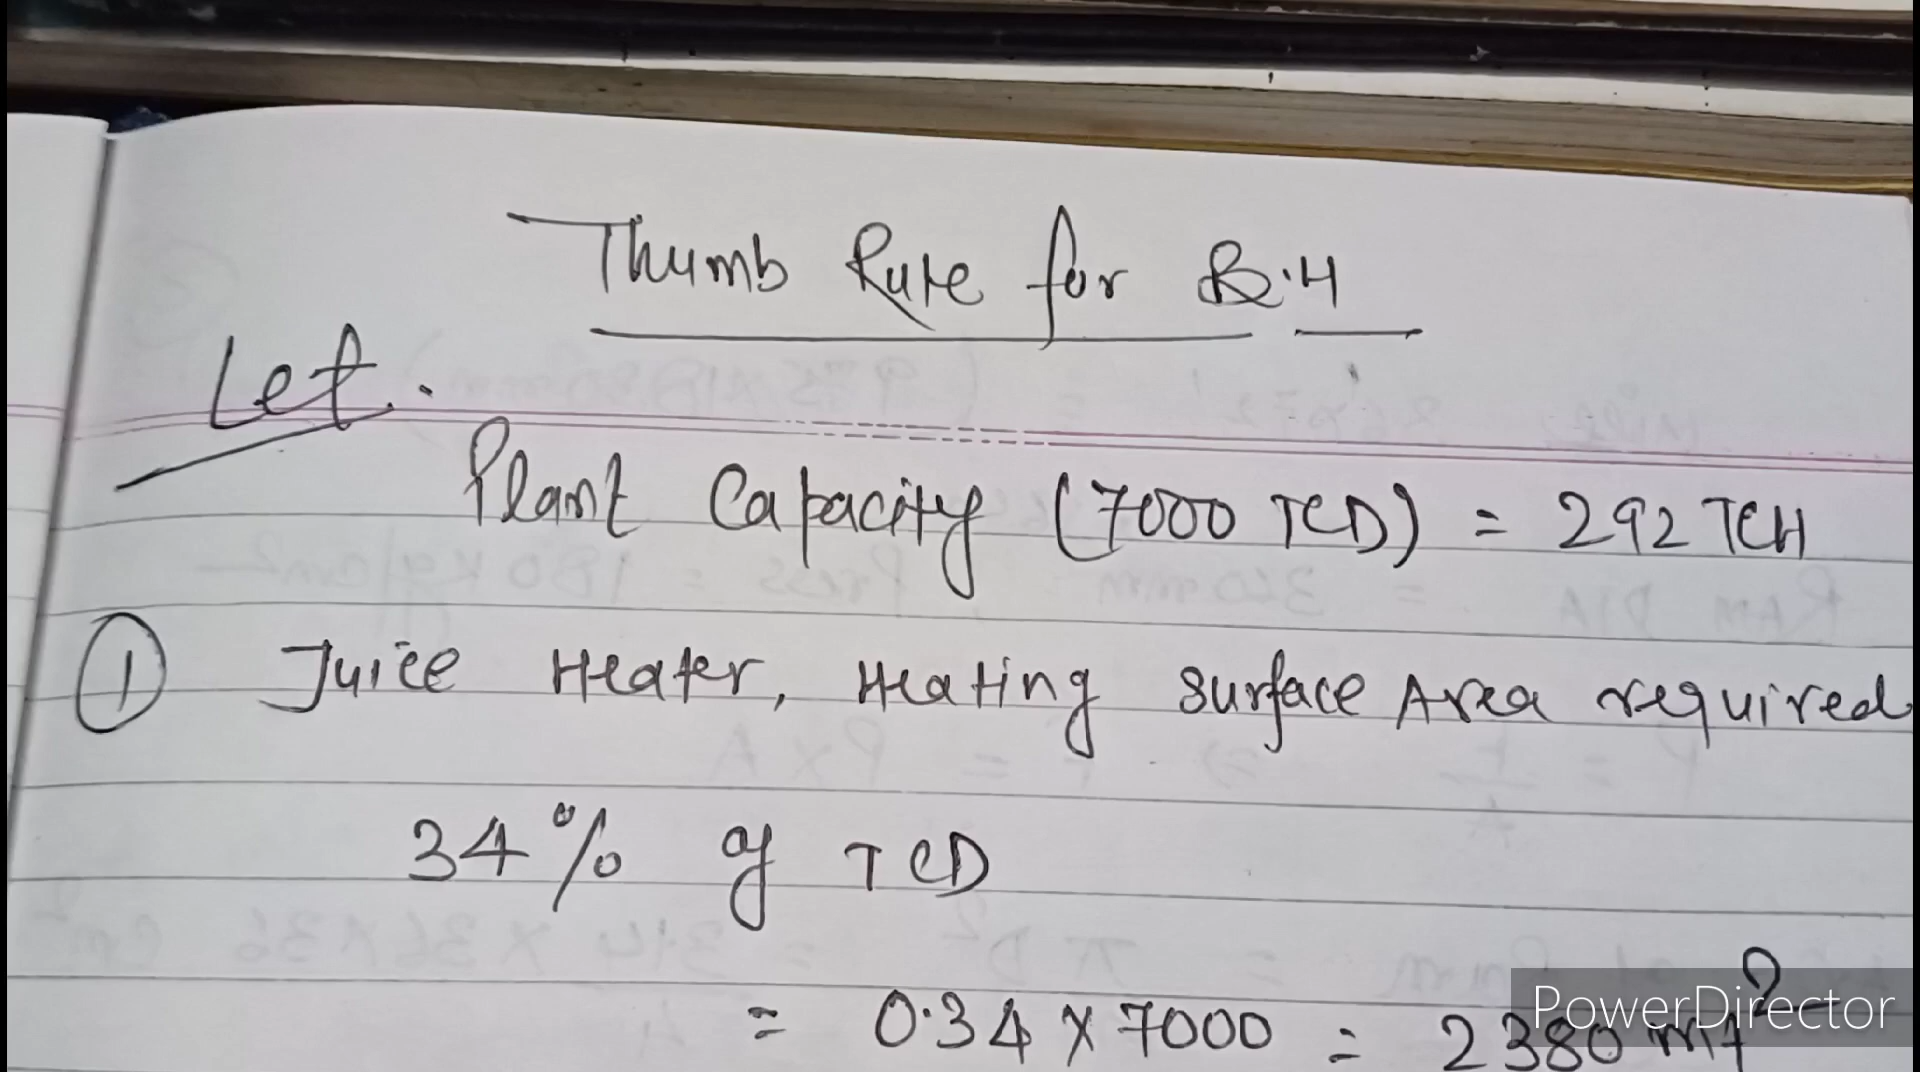 Thumb Rule for B.H
Let.
Plant Capacity (7000 TCD) = 292 TCH
① Juice Heater, Heating surface Area required
34% of TCD
= 0.34 X 7000 = 2380 mt²
PowerDirector